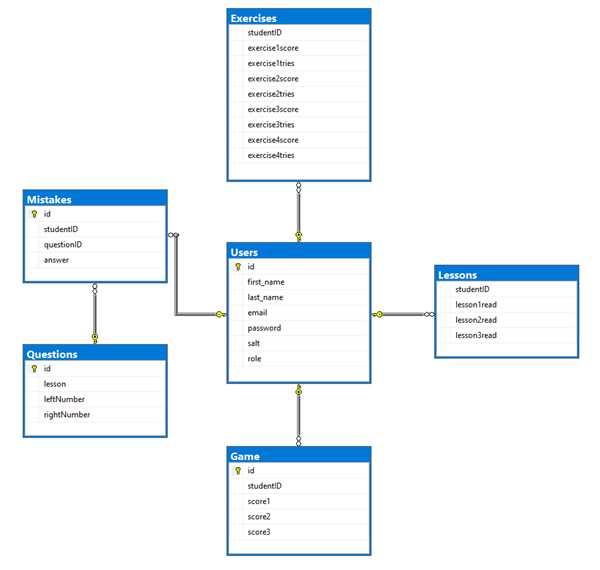 Exercises
studentID
exercise1score
exercise1tries
exercise2score
exercise2tries
exercise3score
exercise3tries
exercise4score
exercise4tries
Mistakes
id
studentID
questionID
answer
Users
id
first_name
last_name
email
password
salt
role
Lessons
studentID
lesson1read
lesson2read
lesson3read
Questions
id
lesson
leftNumber
rightNumber
Game
id
studentID
score1
score2
score3